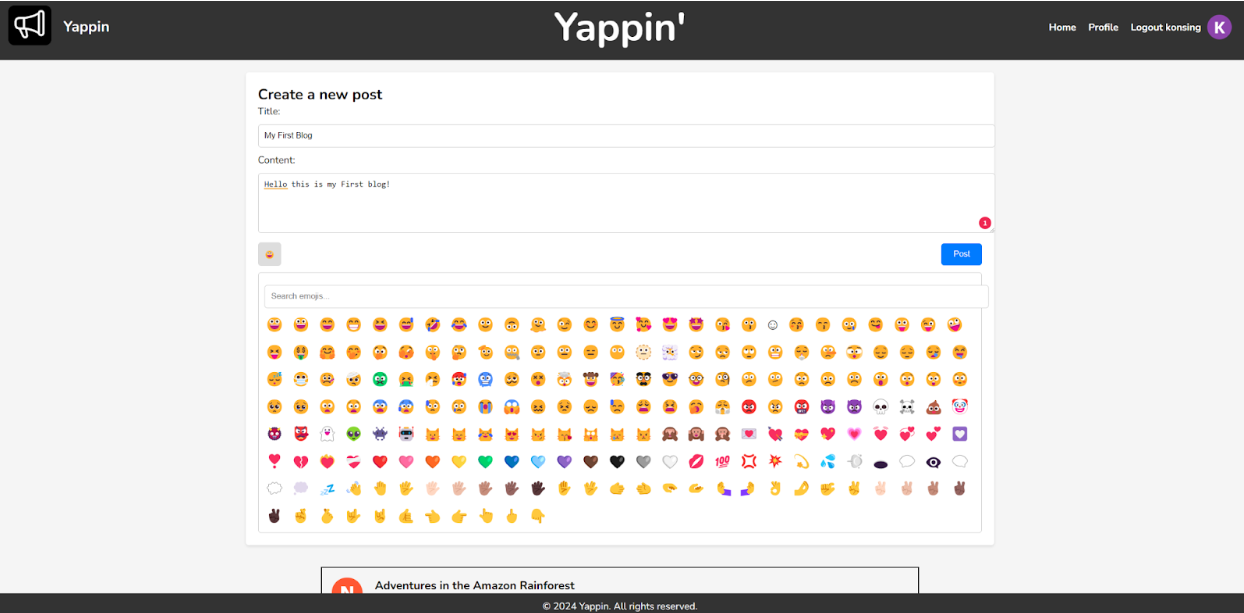 Yappin
Yappin'
Home Profile Logout konsing K
Create a new post
Title:
My First Blog
Content:
Hello this is my First blog!
1
Post
Search emojis...
Adventures in the Amazon Rainforest
© 2024 Yappin. All rights reserved.